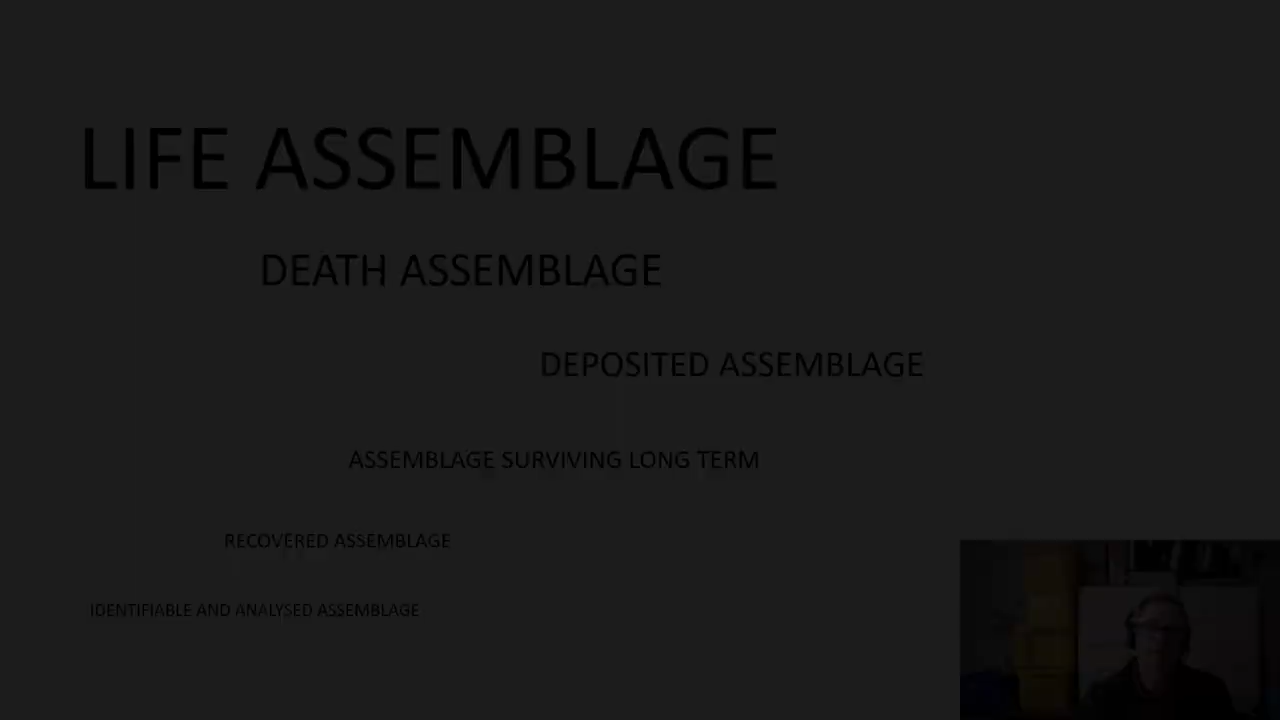 LIFE ASSEMBLAGE
DEATH ASSEMBLAGE
DEPOSITED ASSEMBLAGE
ASSEMBLAGE SURVIVING LONG TERM
RECOVERED ASSEMBLAGE
IDENTIFIABLE AND ANALYSED ASSEMBLAGE